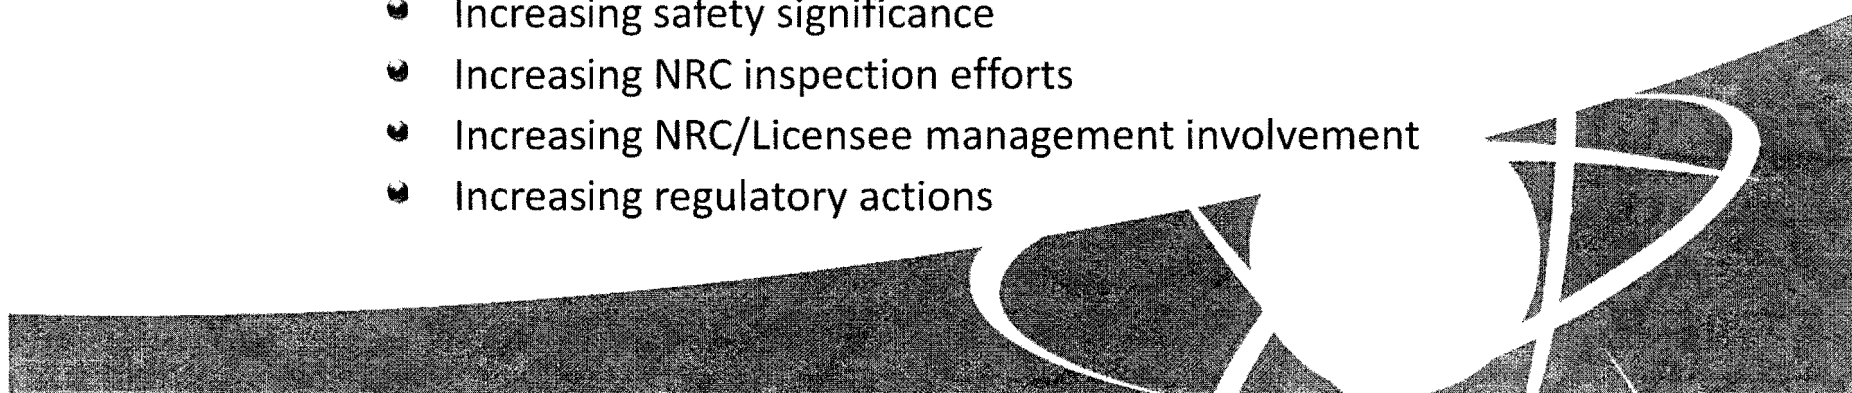 Increasing safety significance
Increasing NRC inspection efforts
Increasing NRC/Licensee management involvement
Increasing regulatory actions